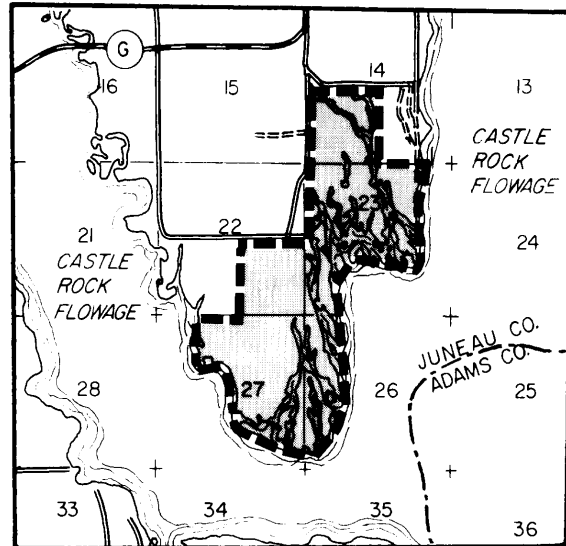 G
16
15
14
13
CASTLE
ROCK
FLOWAGE
23
22
21
24
CASTLE
ROCK
FLOWAGE
JUNEAU CO.
ADAMS CO.
28
27
26
25
33
34
35
36